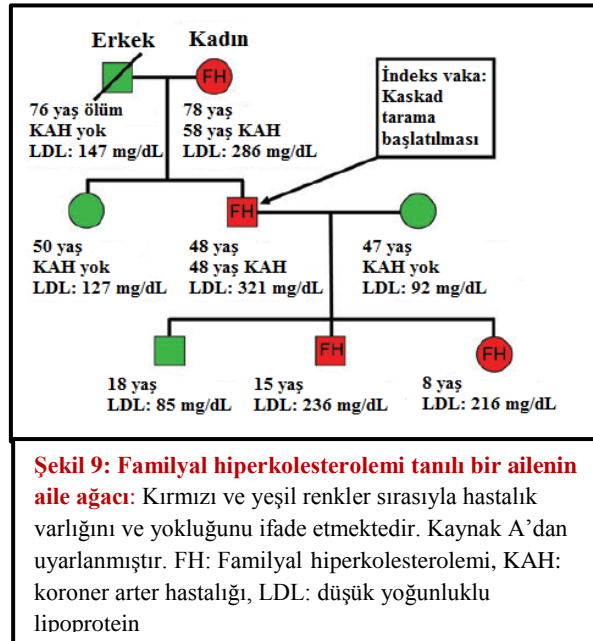 Erkek
Kadın
FH
İndeks vaka:
Kaskad
tarama
başlatılması
76 yaş ölüm
KAH yok
LDL: 147 mg/dL
78 yaş
58 yaş KAH
LDL: 286 mg/dL
FH
50 yaş
KAH yok
LDL: 127 mg/dL
48 yaş
48 yaş KAH
LDL: 321 mg/dL
47 yaş
KAH yok
LDL: 92 mg/dL
FH
FH
18 yaş
LDL: 85 mg/dL
15 yaş
LDL: 236 mg/dL
8 yaş
LDL: 216 mg/dL
Şekil 9: Familyal hiperkolesterolemi tanılı bir ailenin
aile ağacı: Kırmızı ve yeşil renkler sırasıyla hastalık
varlığını ve yokluğunu ifade etmektedir. Kaynak A’dan
uyarlanmıştır. FH: Familyal hiperkolesterolemi, KAH:
koroner arter hastalığı, LDL: düşük yoğunluklu
lipoprotein